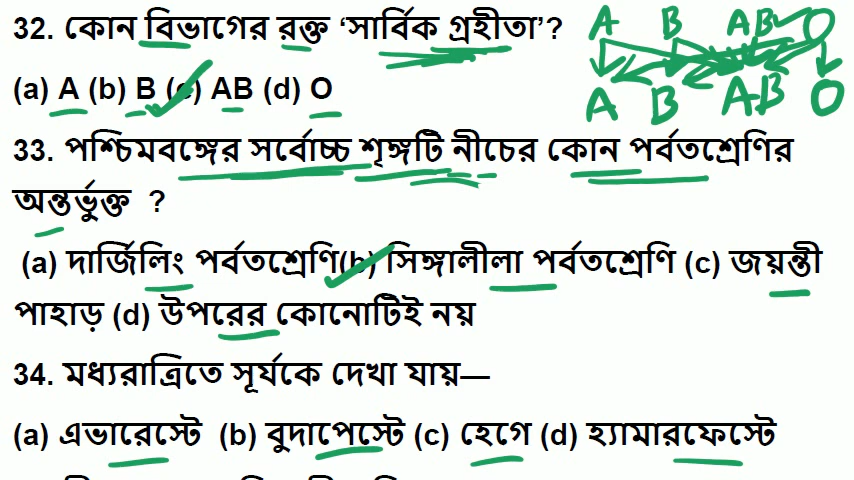 32. কোন বিভাগের রক্ত ‘সার্বিক গ্রহীতা’?
A B AB O
(a) A (b) B (c) AB (d) O
A B AB O
33. পশ্চিমবঙ্গের সর্বোচ্চ শৃঙ্গটি নীচের কোন পর্বতশ্রেণির
অন্তর্ভুক্ত ?
(a) দার্জিলিং পর্বতশ্রেণি(b) সিঙ্গালীলা পর্বতশ্রেণি (c) জয়ন্তী
পাহাড় (d) উপরের কোনোটিই নয়
34. মধ্যরাত্রিতে সূর্যকে দেখা যায়—
(a) এভারেস্টে (b) বুদাপেস্টে (c) হেগে (d) হ্যামারফেস্টে